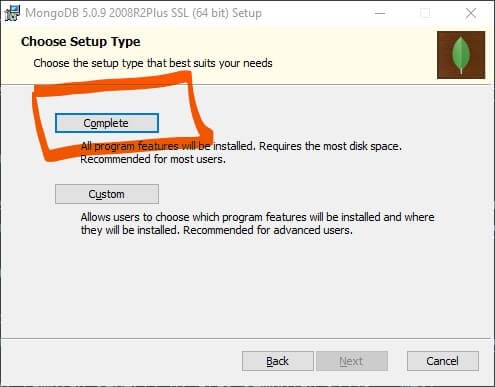 MongoDB 5.0.9 2008R2Plus SSL (64 bit) Setup
Choose Setup Type
Choose the setup type that best suits your needs
Complete
All program features will be installed. Requires the most disk space.
Recommended for most users.
Custom
Allows users to choose which program features will be installed and where
they will be installed. Recommended for advanced users.
Back Next Cancel